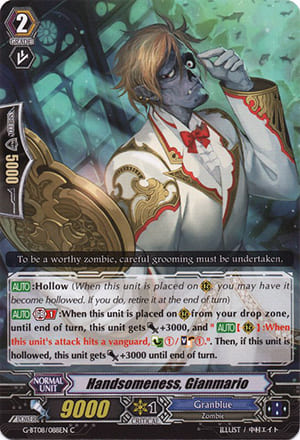 2
GRADE
5000
To be a worthy zombie, careful grooming must be undertaken.
AUTO:Hollow (When this unit is placed on you may have it
become hollowed. If you do, retire it at the end of turn)
AUTO 1:When this unit is placed on from your drop zone,
until end of turn, this unit gets +3000, and " AUTO[ ]:When
this unit's attack hits a vanguard, ① / ① ". Then, if this unit is
hollowed, until end of turn, this unit gets +3000.
NORMAL
UNIT
Handsomeness, Gianmario
POWER
9000
1
CRITICAL
Granblue
Zombie
G-BT08/088EN C
ILLUST / 中村エイト